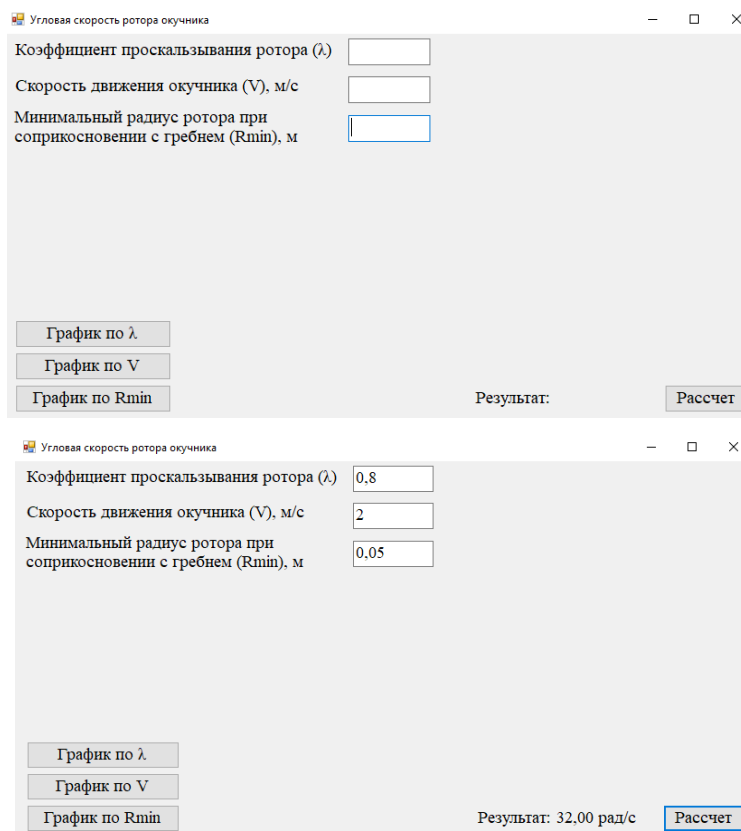 Угловая скорость ротора окучника
Коэффициент проскальзывания ротора (λ)
Скорость движения окучника (V), м/с
Минимальный радиус ротора при
соприкосновении с гребнем (Rmin), м
График по λ
График по V
График по Rmin
Результат:
Рассчет
Угловая скорость ротора окучника
Коэффициент проскальзывания ротора (λ) 0,8
Скорость движения окучника (V), м/с 2
Минимальный радиус ротора при
соприкосновении с гребнем (Rmin), м 0,05
График по λ
График по V
График по Rmin
Результат: 32,00 рад/с
Рассчет